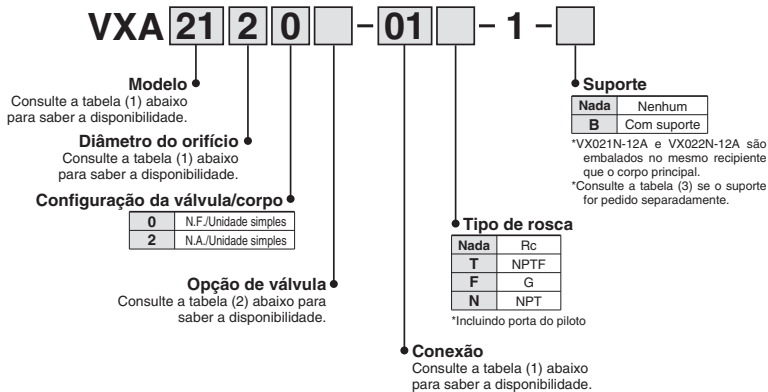 VXA 21 2 0 - 01 - 1 -
Modelo
Consulte a tabela (1) abaixo
para saber a disponibilidade.
Diâmetro do orifício
Consulte a tabela (1) abaixo
para saber a disponibilidade.
Configuração da válvula/corpo
0 N.F./Unidade simples
2 N.A./Unidade simples
Opção de válvula
Consulte a tabela (2) abaixo para
saber a disponibilidade.
Conexão
Consulte a tabela (1) abaixo
para saber a disponibilidade.
Tipo de rosca
Nada Rc
T NPTF
F G
N NPT
*Incluindo porta do piloto
Suporte
Nada Nenhum
B Com suporte
*VX021N-12A e VX022N-12A são
embalados no mesmo recipiente
que o corpo principal.
*Consulte a tabela (3) se o suporte
for pedido separadamente.